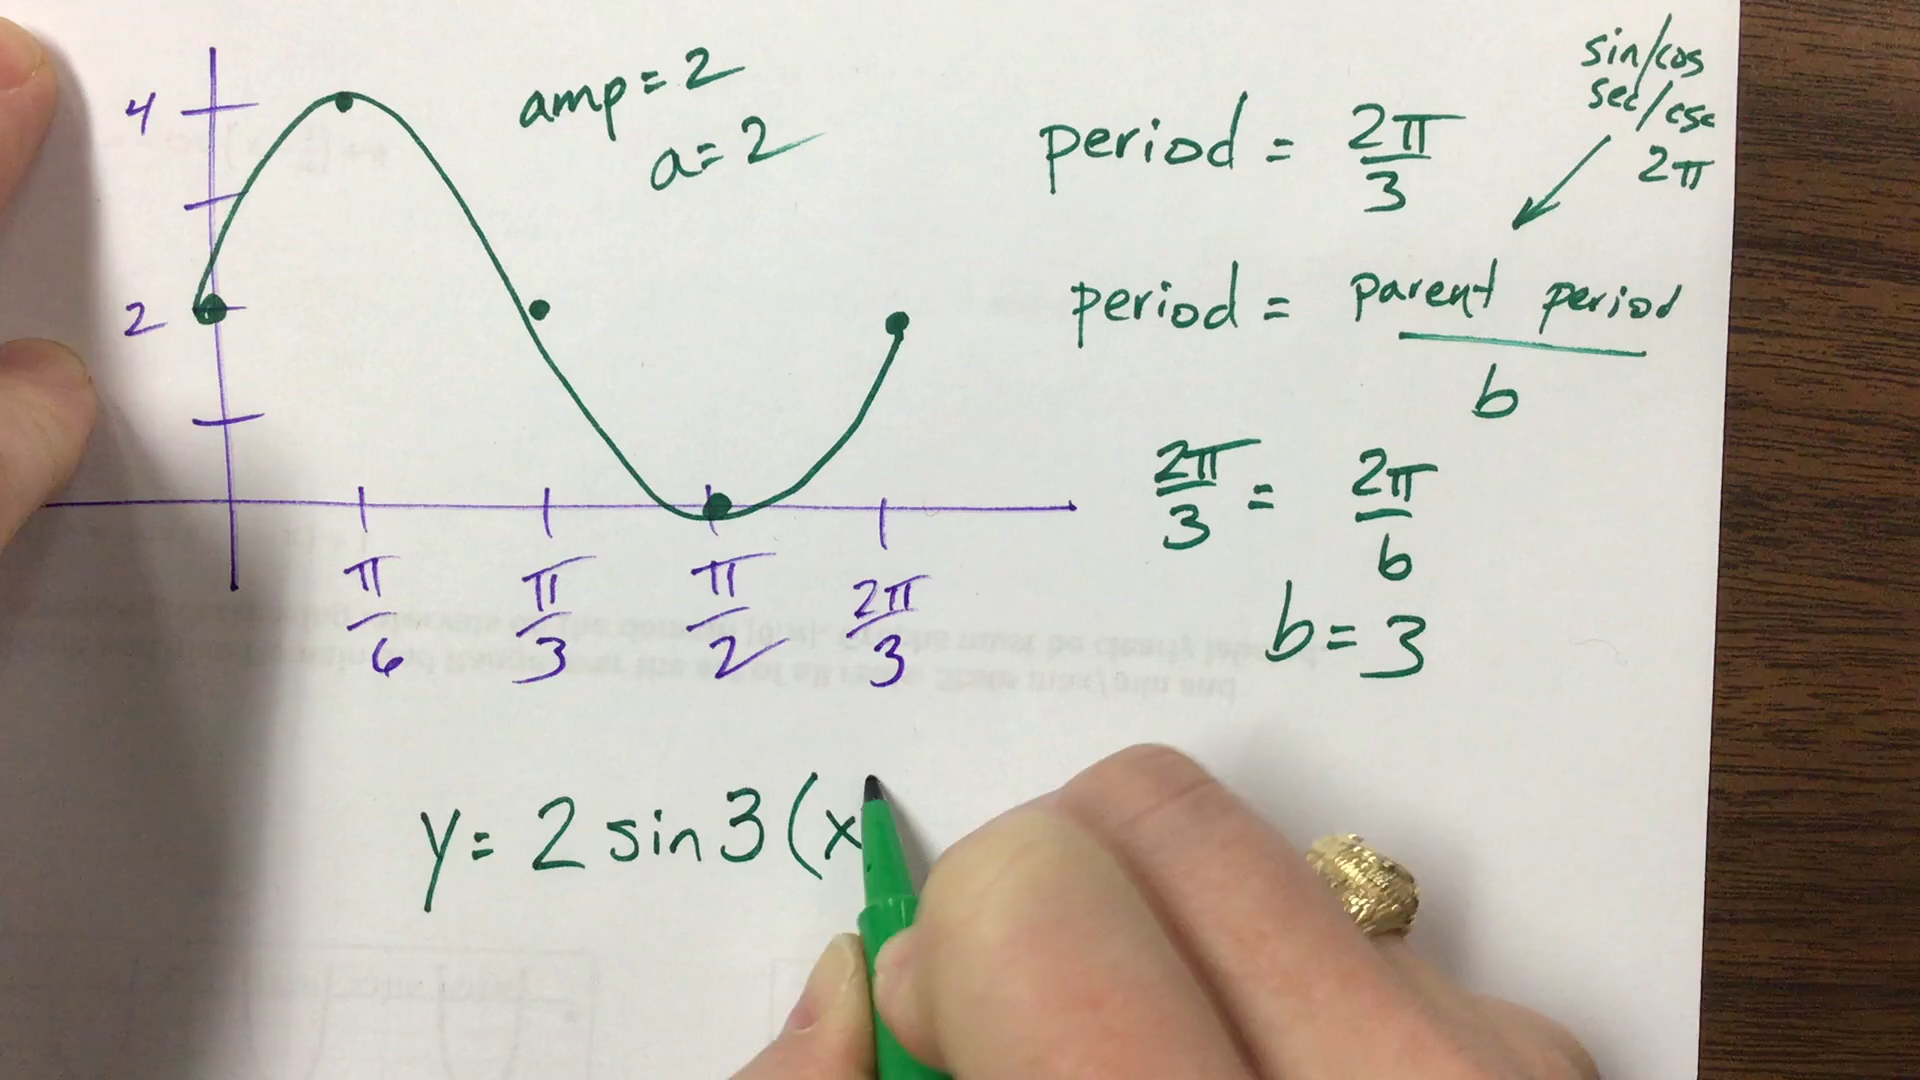 4
2
π/6 π/3 π/2 2π/3
amp = 2
a = 2
period = 2π/3
sin/cos
sec/csc
2π
period = parent period / b
2π/3 = 2π/b
b = 3
y = 2 sin 3 (x